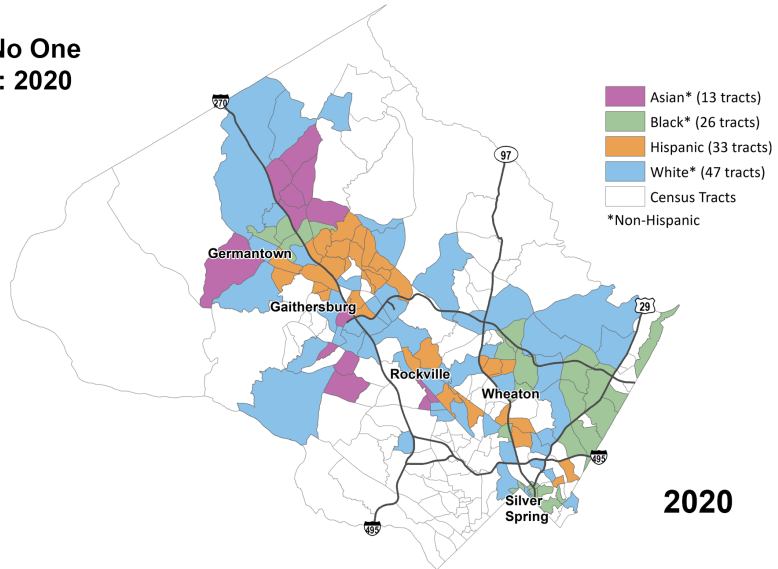 No One
: 2020
270
97
Asian* (13 tracts)
Black* (26 tracts)
Hispanic (33 tracts)
White* (47 tracts)
Census Tracts
*Non-Hispanic
Germantown
Gaithersburg
29
Rockville
Wheaton
495
Silver
Spring
2020
495